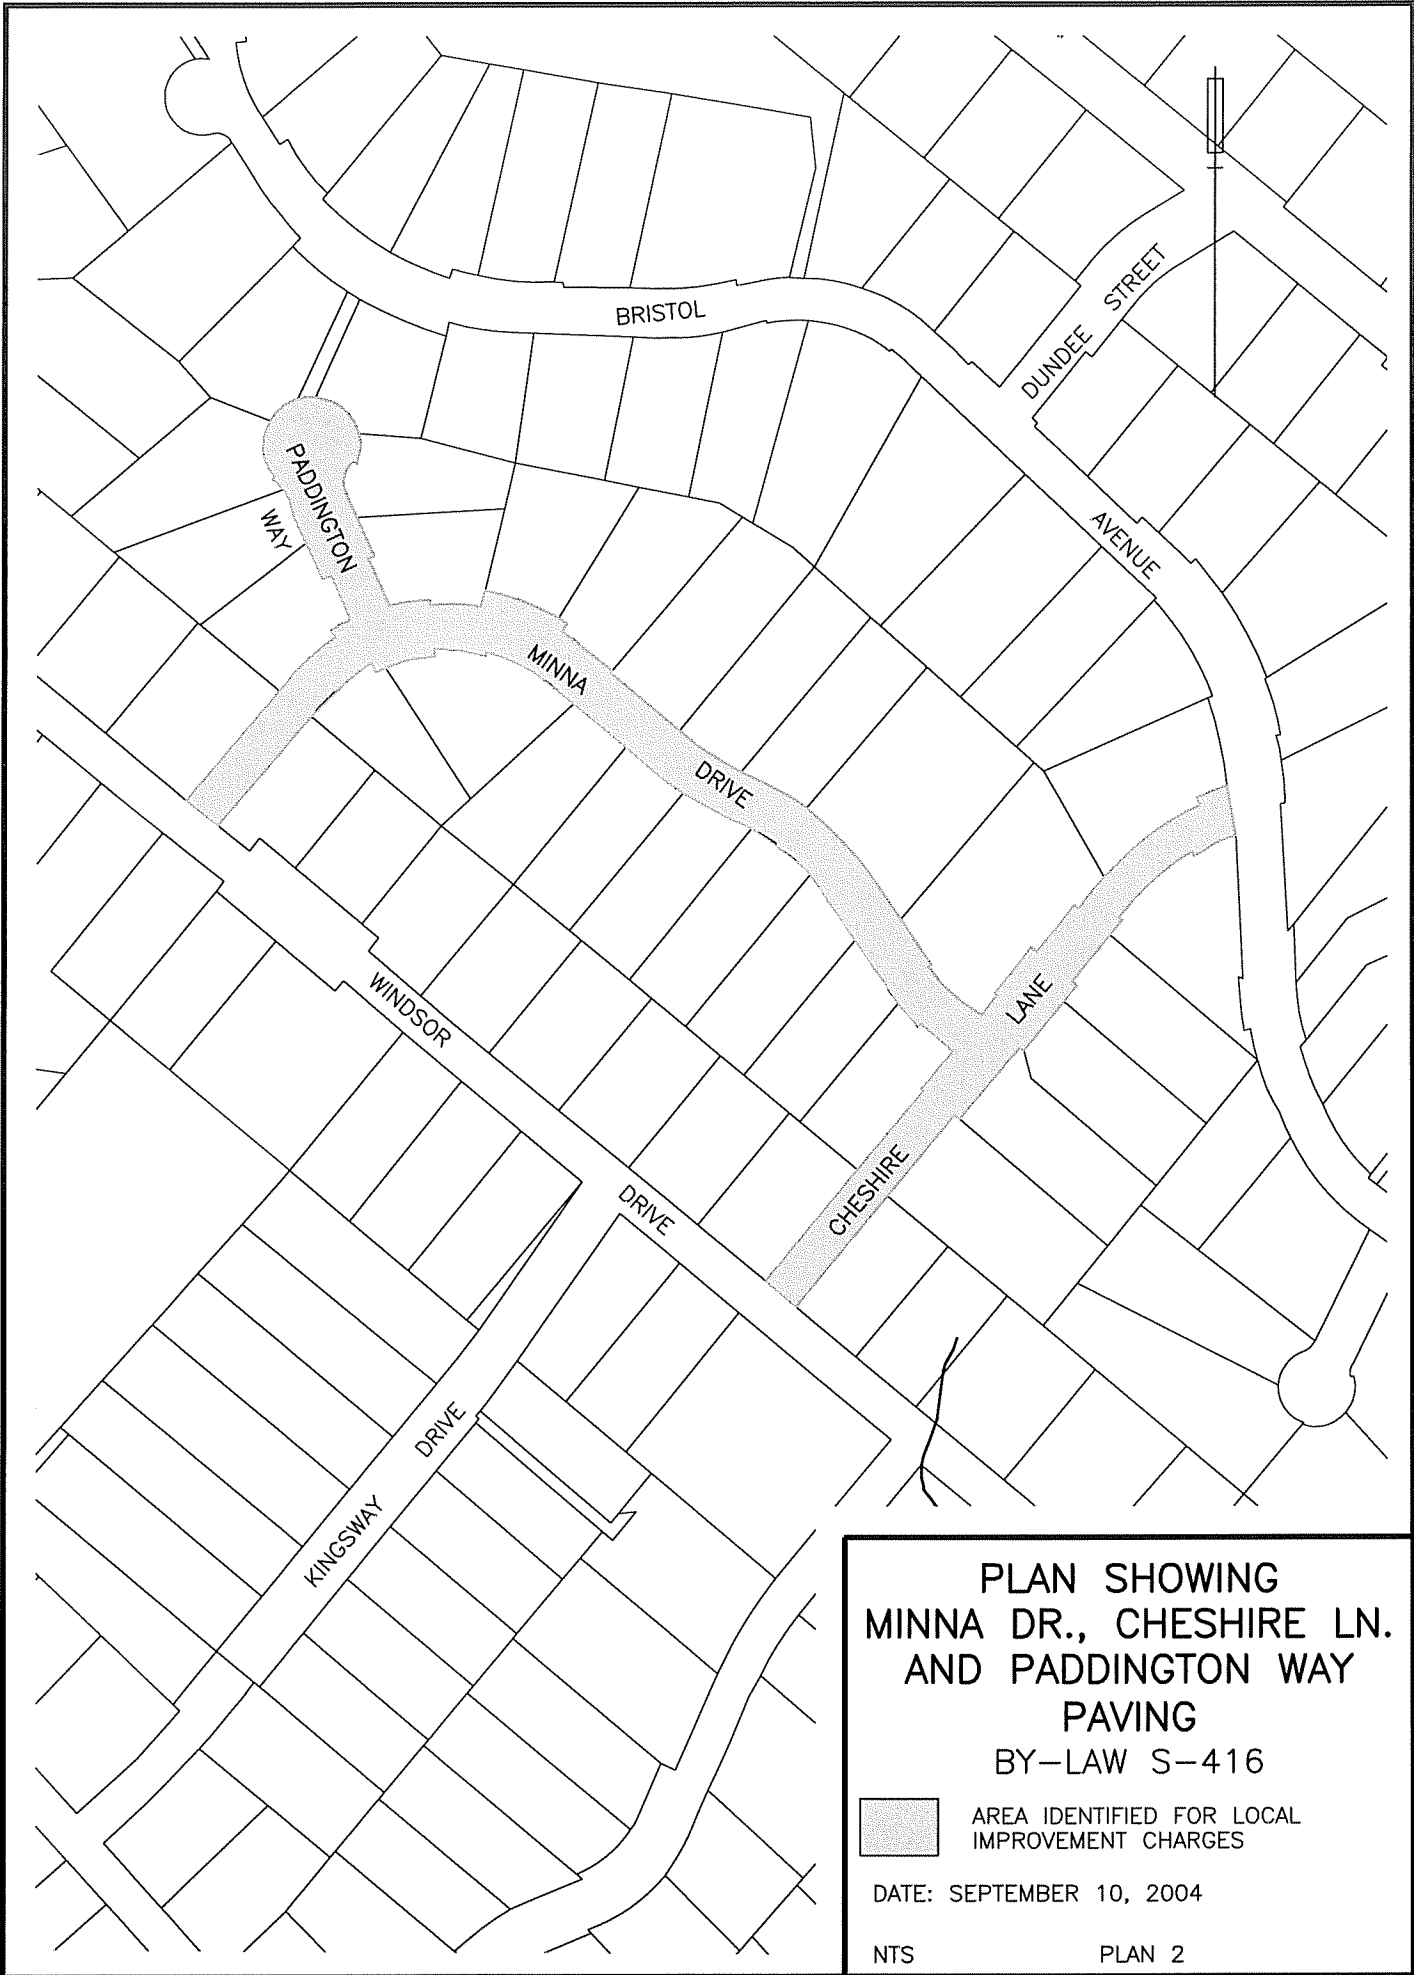 BRISTOL
DUNDEE STREET
PADDINGTON
WAY
AVENUE
MINNA
DRIVE
LANE
WINDSOR
CHESHIRE
DRIVE
DRIVE
KINGSWAY
PLAN SHOWING
MINNA DR., CHESHIRE LN.
AND PADDINGTON WAY
PAVING
BY-LAW S-416
AREA IDENTIFIED FOR LOCAL
IMPROVEMENT CHARGES
DATE: SEPTEMBER 10, 2004
NTS PLAN 2